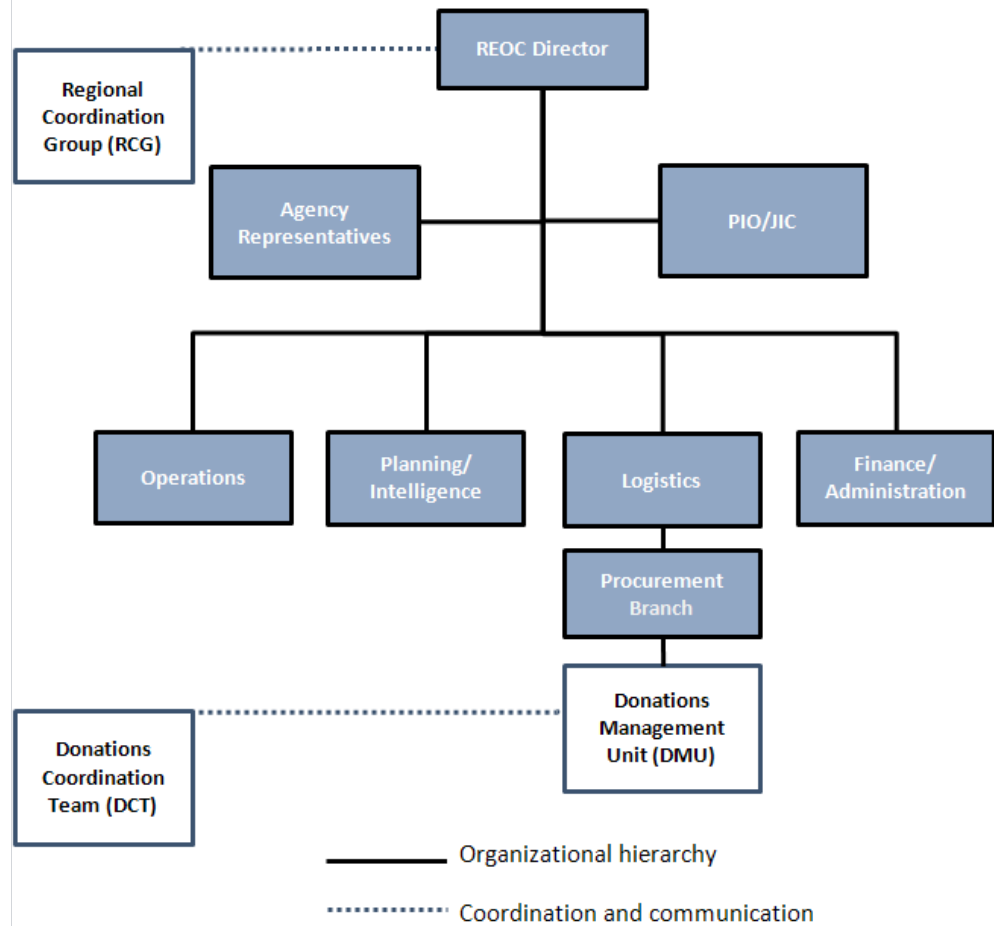 REOC Director
Regional
Coordination
Group (RCG)
Agency
Representatives
PIO/JIC
Operations
Planning/
Intelligence
Logistics
Finance/
Administration
Procurement
Branch
Donations
Management
Unit (DMU)
Donations
Coordination
Team (DCT)
Organizational hierarchy
Coordination and communication